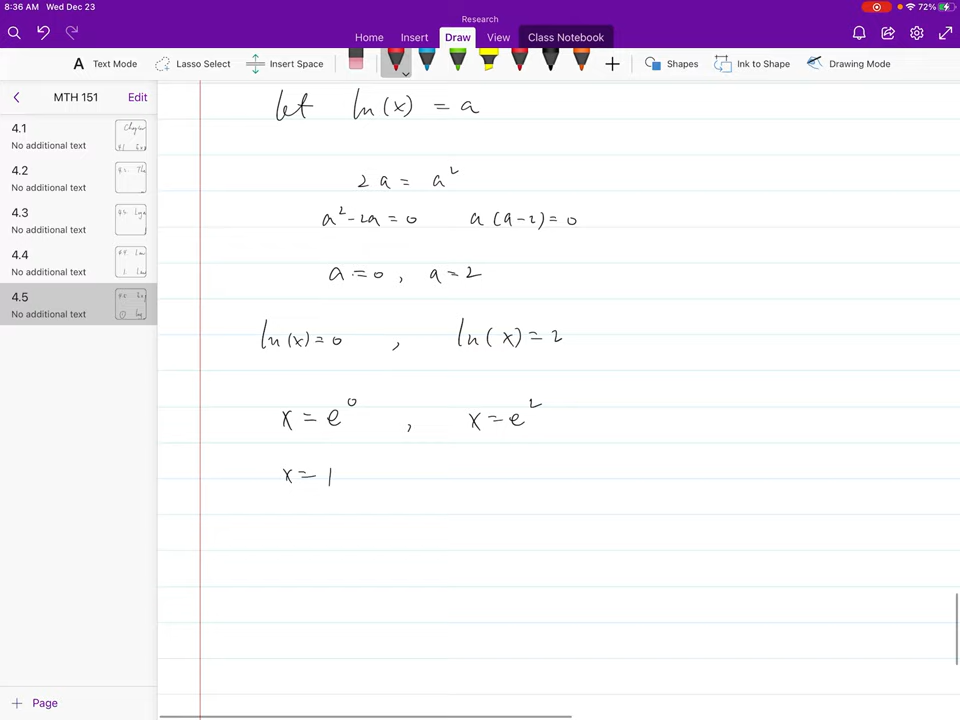 8:36 AM Wed Dec 23
72%
Research
Home Insert Draw View Class Notebook
A Text Mode Lasso Select Insert Space Shapes Ink to Shape Drawing Mode
MTH 151 Edit
4.1
No additional text
4.2
No additional text
4.3
No additional text
4.4
No additional text
4.5
No additional text
+ Page
let ln(x) = a
2a = a²
a² - 2a = 0 a(a-2) = 0
a = 0, a = 2
ln(x) = 0 , ln(x) = 2
x = e⁰ , x = e²
x = 1